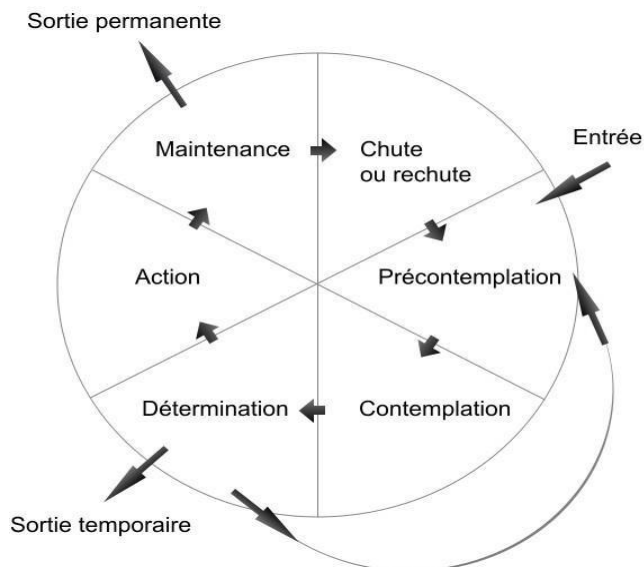 Sortie permanente
Entrée
Maintenance
Chute
ou rechute
Action
Précontemplation
Détermination
Contemplation
Sortie temporaire